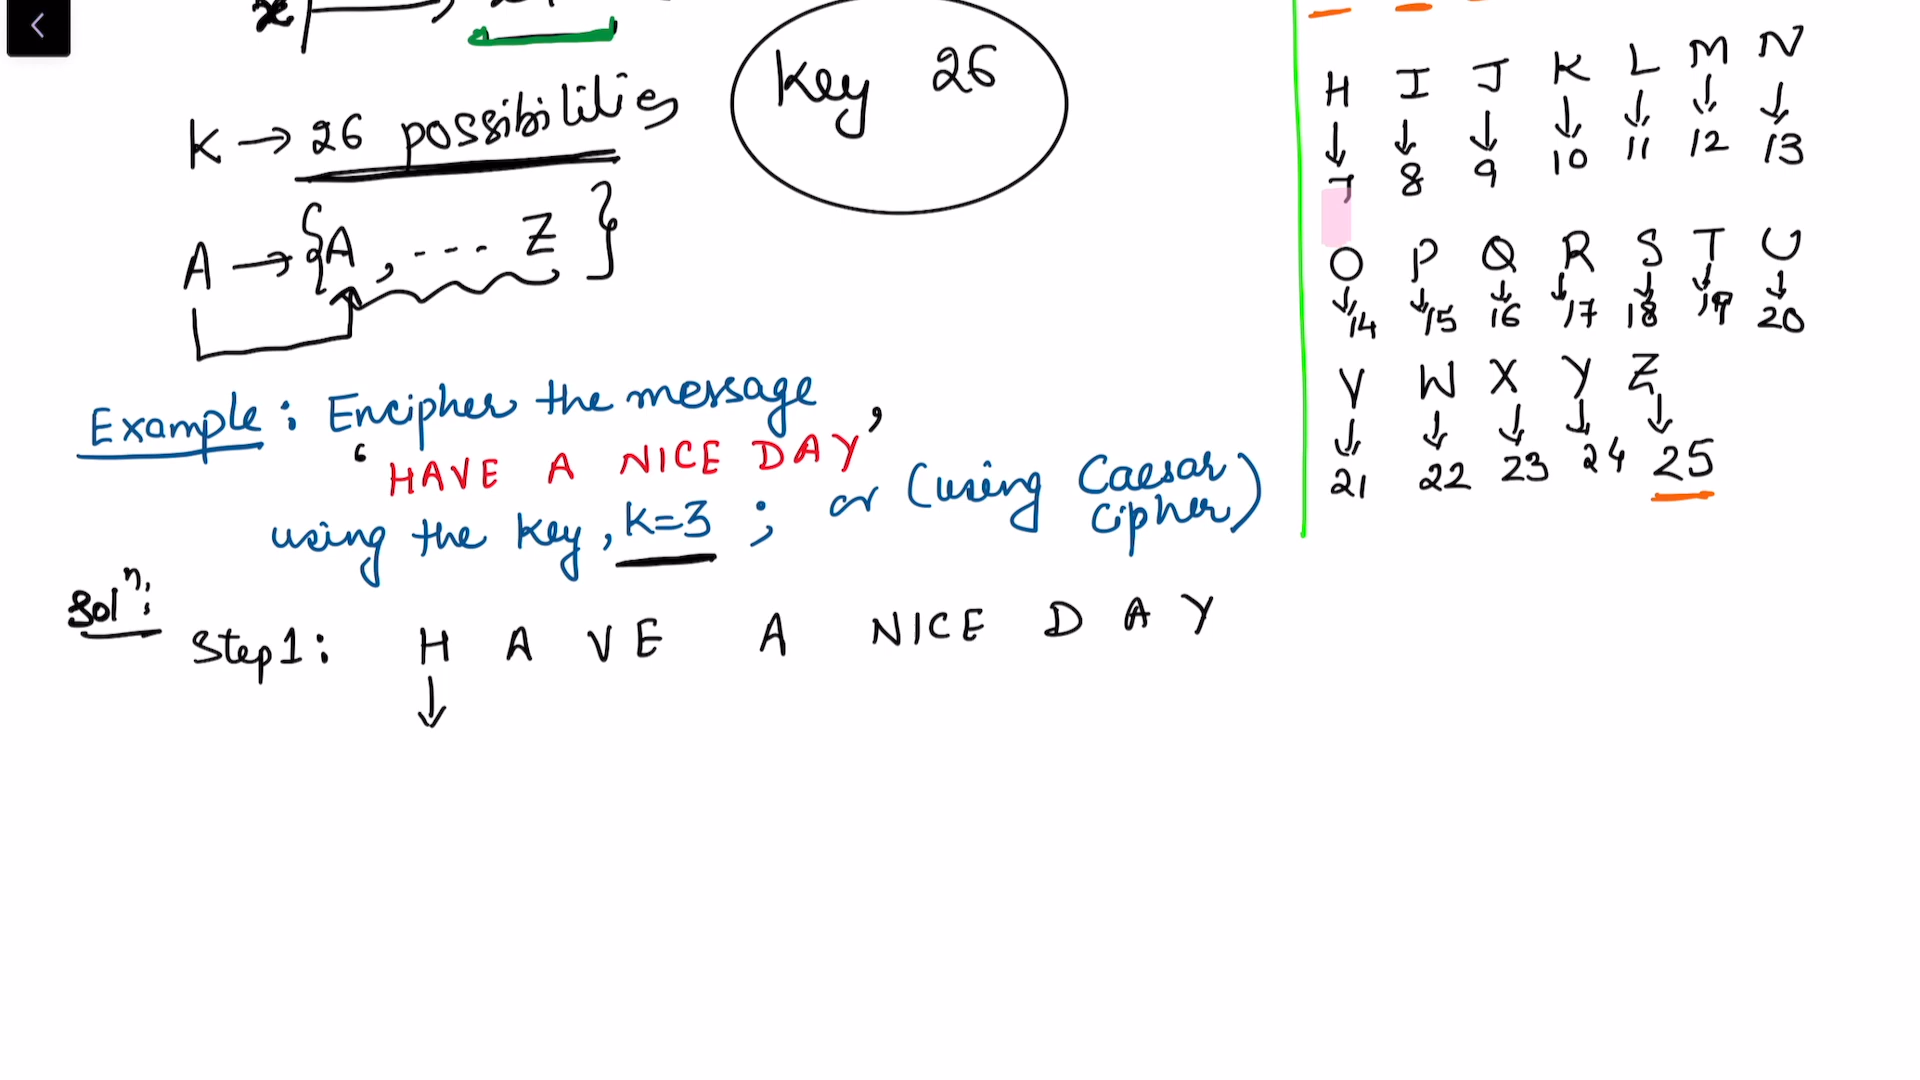 K → 26 possibilities
Key 26
A → {A, ---- Z}
Example: Encipher the message
'HAVE A NICE DAY'
using the key, K=3 ; or (using Caesar cipher)
Solⁿ:
Step1: H A V E A NICE D A Y
↓
H I J K L M N
↓ ↓ ↓ ↓ ↓ ↓ ↓
7 8 9 10 11 12 13
O P Q R S T U
↓ ↓ ↓ ↓ ↓ ↓ ↓
14 15 16 17 18 19 20
V W X Y Z
↓ ↓ ↓ ↓ ↓
21 22 23 24 25